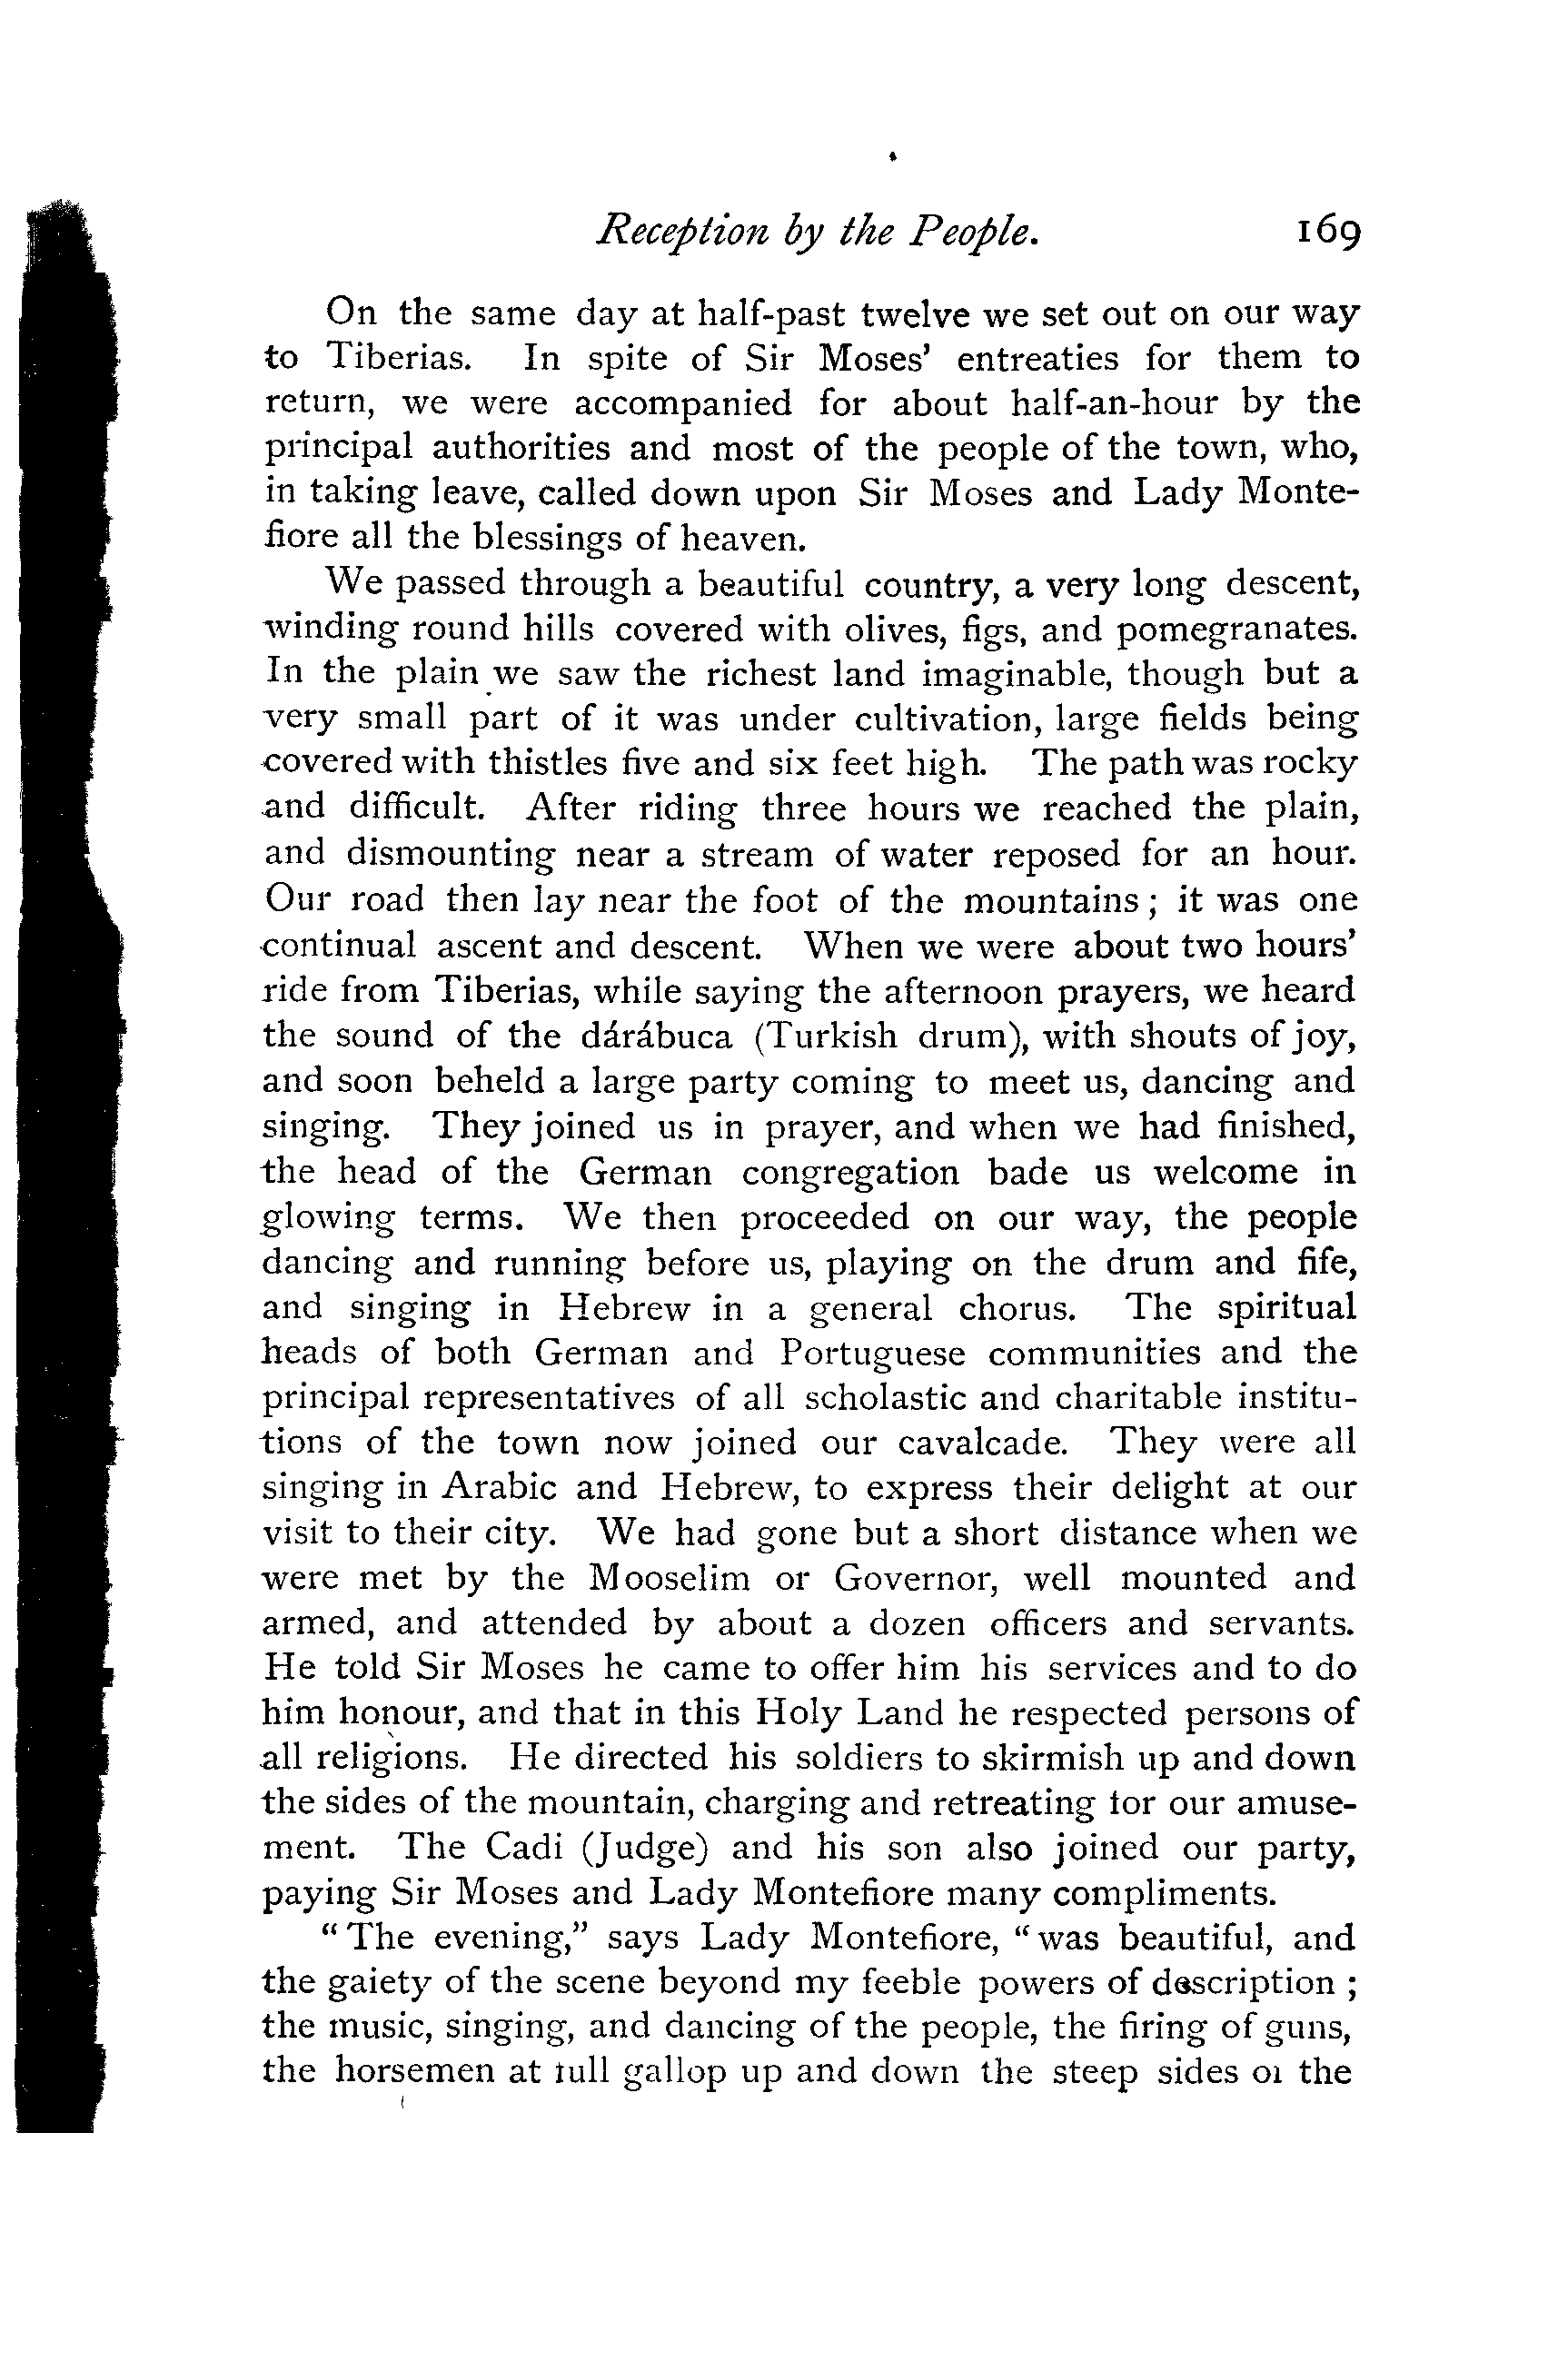 Reception by the People. 169
On the same day at half-past twelve we set out on our way
to Tiberias. In spite of Sir Moses’ entreaties for them to
return, we were accompanied for about half-an-hour by the
principal authorities and most of the people of the town, who,
in taking leave, called down upon Sir Moses and Lady Monte-
fiore all the blessings of heaven.
We passed through a beautiful country, a very long descent,
winding round hills covered with olives, figs, and pomegranates.
In the plain we saw the richest land imaginable, though but a
very small part of it was under cultivation, large fields being
covered with thistles five and six feet high. The path was rocky
and difficult. After riding three hours we reached the plain,
and dismounting near a stream of water reposed for an hour.
Our road then lay near the foot of the mountains; it was one
continual ascent and descent. When we were about two hours’
ride from Tiberias, while saying the afternoon prayers, we heard
the sound of the dárábuca (Turkish drum), with shouts of joy,
and soon beheld a large party coming to meet us, dancing and
singing. They joined us in prayer, and when we had finished,
the head of the German congregation bade us welcome in
glowing terms. We then proceeded on our way, the people
dancing and running before us, playing on the drum and fife,
and singing in Hebrew in a general chorus. The spiritual
heads of both German and Portuguese communities and the
principal representatives of all scholastic and charitable institu-
tions of the town now joined our cavalcade. They were all
singing in Arabic and Hebrew, to express their delight at our
visit to their city. We had gone but a short distance when we
were met by the Mooselim or Governor, well mounted and
armed, and attended by about a dozen officers and servants.
He told Sir Moses he came to offer him his services and to do
him honour, and that in this Holy Land he respected persons of
all religions. He directed his soldiers to skirmish up and down
the sides of the mountain, charging and retreating for our amuse-
ment. The Cadi (Judge) and his son also joined our party,
paying Sir Moses and Lady Montefiore many compliments.
“The evening,” says Lady Montefiore, “was beautiful, and
the gaiety of the scene beyond my feeble powers of description ;
the music, singing, and dancing of the people, the firing of guns,
the horsemen at full gallop up and down the steep sides of the